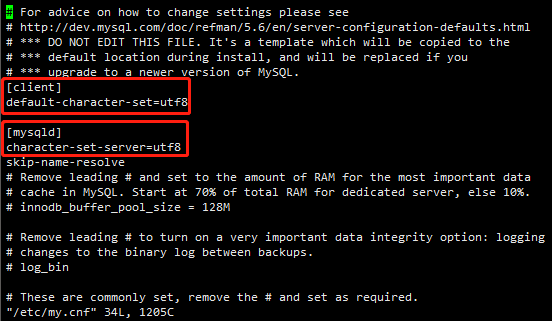 # For advice on how to change settings please see
# http://dev.mysql.com/doc/refman/5.6/en/server-configuration-defaults.html
# *** DO NOT EDIT THIS FILE. It's a template which will be copied to the
# *** default location during install, and will be replaced if you
# *** upgrade to a newer version of MySQL.
[client]
default-character-set=utf8
[mysqld]
character-set-server=utf8
skip-name-resolve
# Remove leading # and set to the amount of RAM for the most important data
# cache in MySQL. Start at 70% of total RAM for dedicated server, else 10%.
# innodb_buffer_pool_size = 128M
# Remove leading # to turn on a very important data integrity option: logging
# changes to the binary log between backups.
# log_bin
# These are commonly set, remove the # and set as required.
"/etc/my.cnf" 34L, 1205C